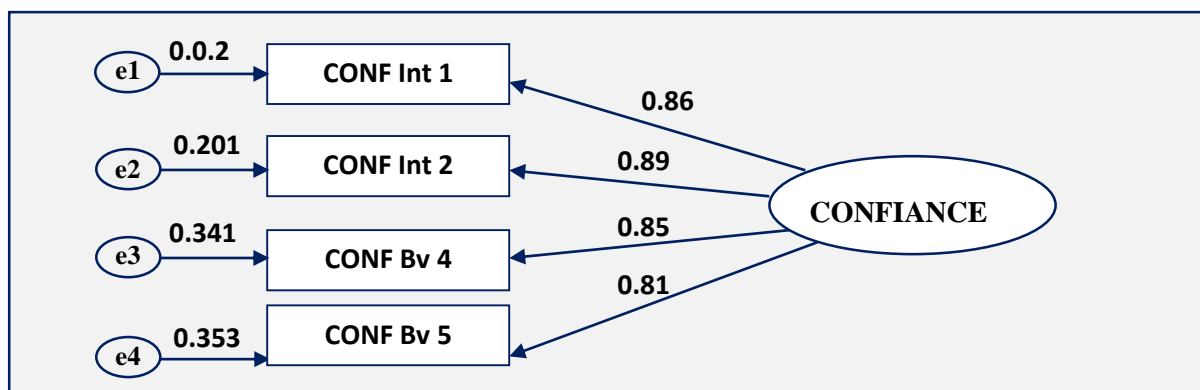 0.0.2
e1
CONF Int 1
0.86
0.201
e2
CONF Int 2
0.89
CONFIANCE
0.341
e3
CONF Bv 4
0.85
0.81
0.353
e4
CONF Bv 5